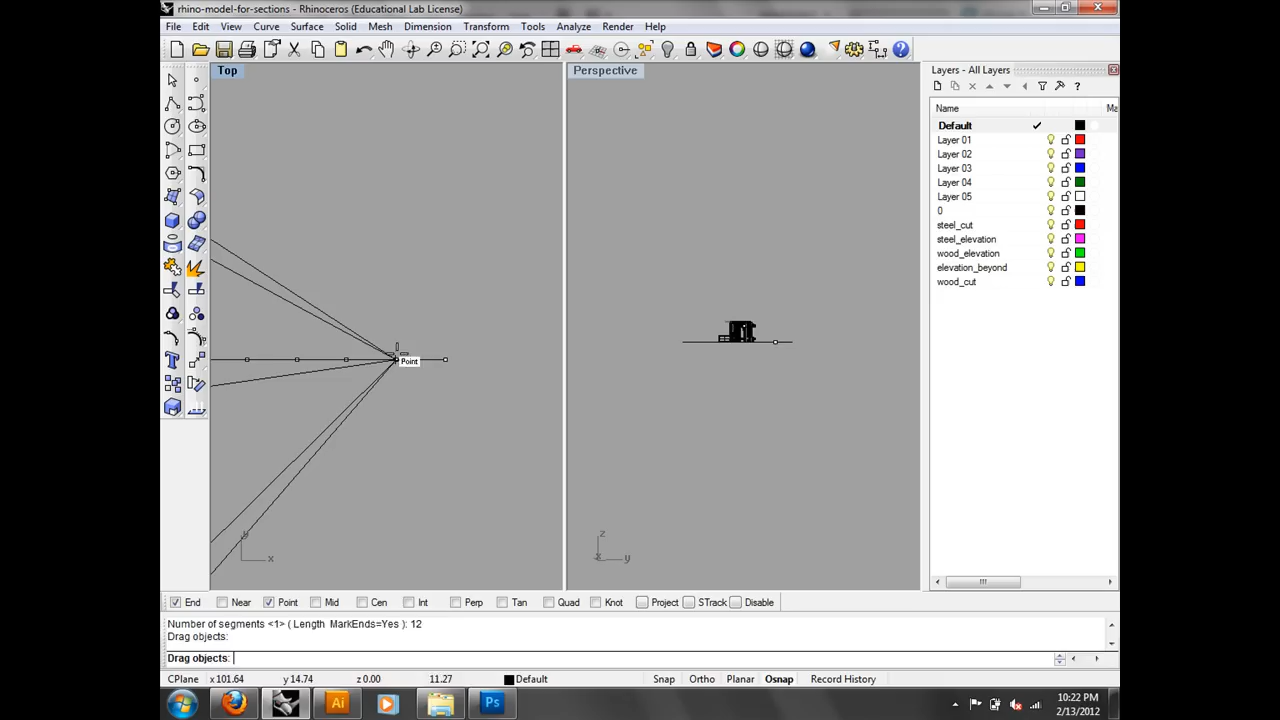 rhino-model-for-sections - Rhinoceros (Educational Lab License)
File Edit View Curve Surface Solid Mesh Dimension Transform Tools Analyze Render Help
Top
Perspective
Layers - All Layers
Name Ma
Default
Layer 01
Layer 02
Layer 03
Layer 04
Layer 05
0
steel_cut
steel_elevation
wood_elevation
elevation_beyond
wood_cut
Point
y
x
z
x
y
End Near Point Mid Cen Int Perp Tan Quad Knot Project STrack Disable
Number of segments <1> ( Length MarkEnds=Yes ): 12
Drag objects:
Drag objects:
CPlane x 101.64 y 14.74 z 0.00 11.27 Default Snap Ortho Planar Osnap Record History
Ai
Ps
10:22 PM
2/13/2012